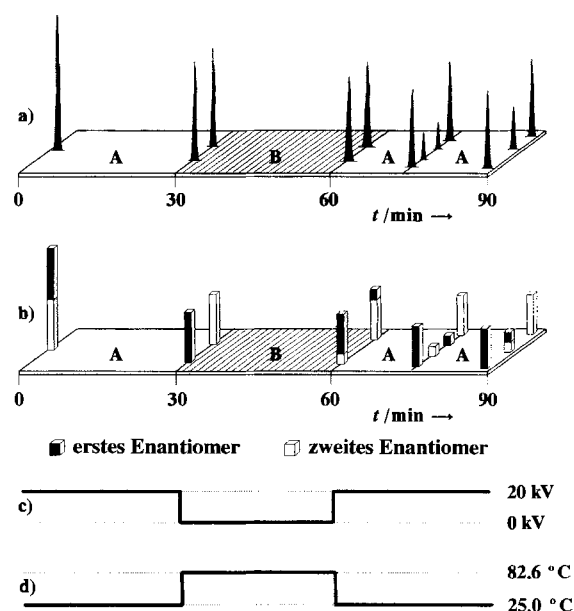 a)
A B A A
0 30 60 90
t /min →
b)
A B A A
0 30 60 90
t /min →
erstes Enantiomer zweites Enantiomer
c)
20 kV
0 kV
d)
82.6 °C
25.0 °C